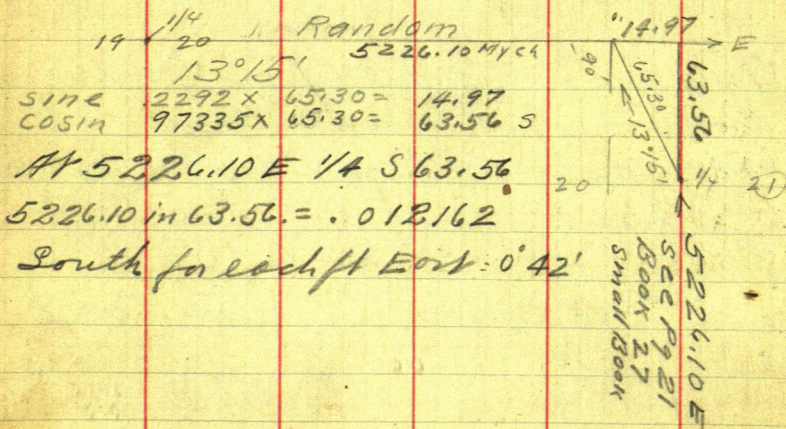 1/4 Random
19 20 5226.10 My ch
13°15'
sine .2292 x 65.30 = 14.97
cosin 97335x 65.30= 63.56 S
At 5226.10 E 1/4 S 63.56
5226.10 in 63.56. = .012162
South for each ft East = 0°42'
"14.97 E
90
65.30
13°15'
63.56
20 1/4 21
5226.10 E
see Pg 21
Book 27
small Book